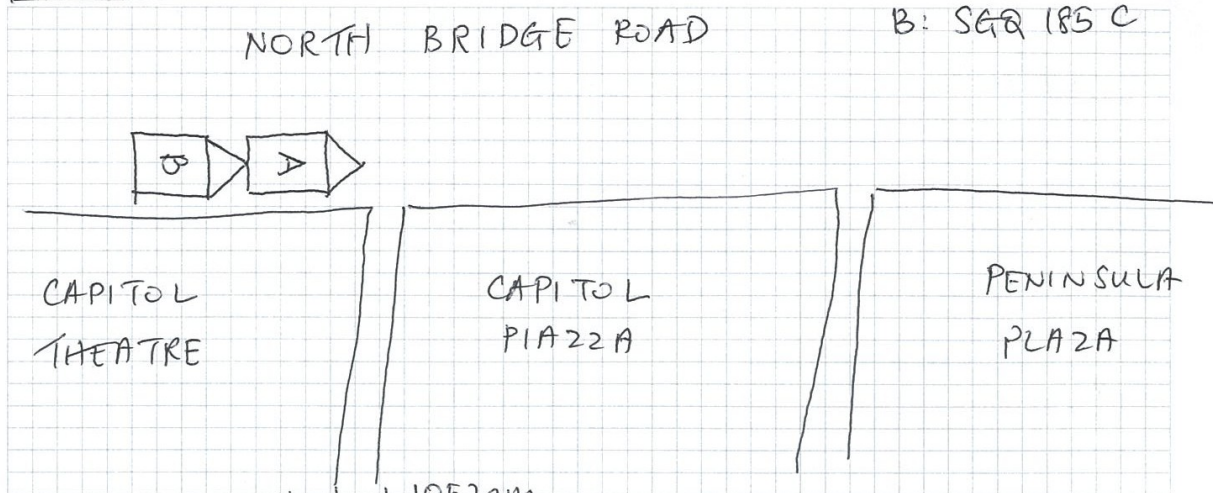 NORTH BRIDGE ROAD
B: SGQ 185 C
B A
CAPITOL
THEATRE
CAPITOL
PIAZZA
PENINSULA
PLAZA